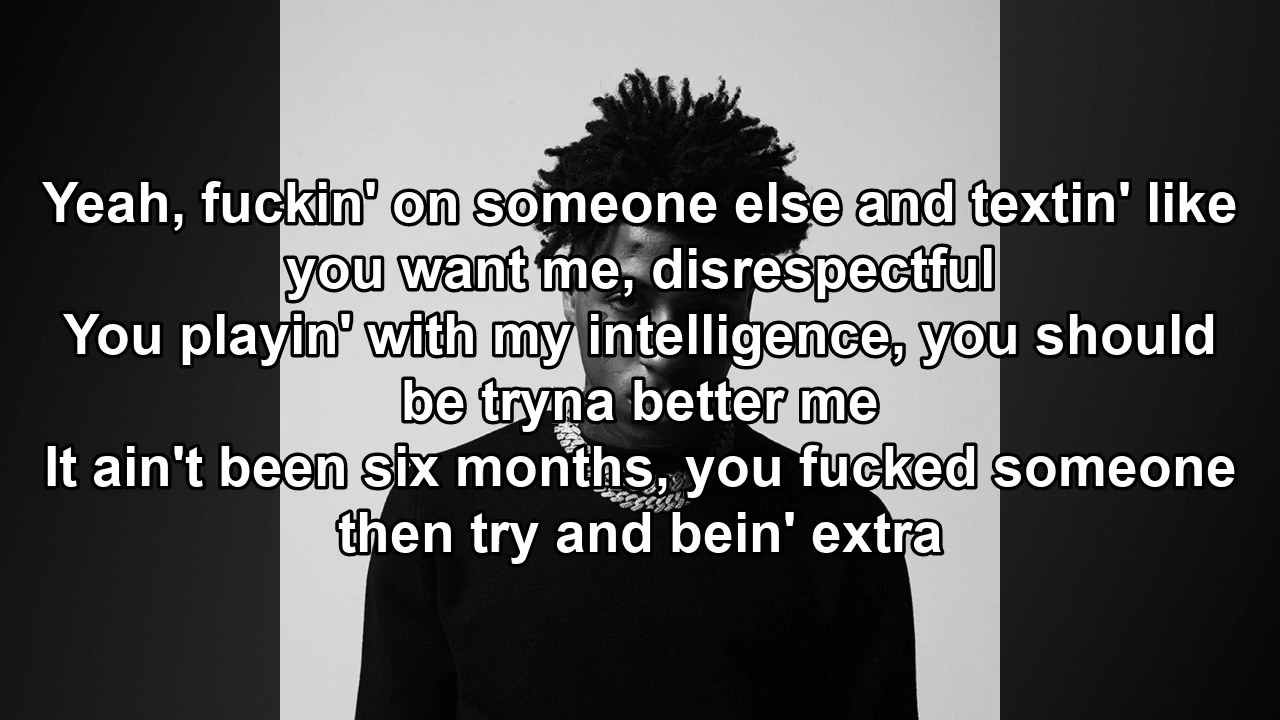 Yeah, fuckin' on someone else and textin' like
you want me, disrespectful
You playin' with my intelligence, you should
be tryna better me
It ain't been six months, you fucked someone
then try and bein' extra